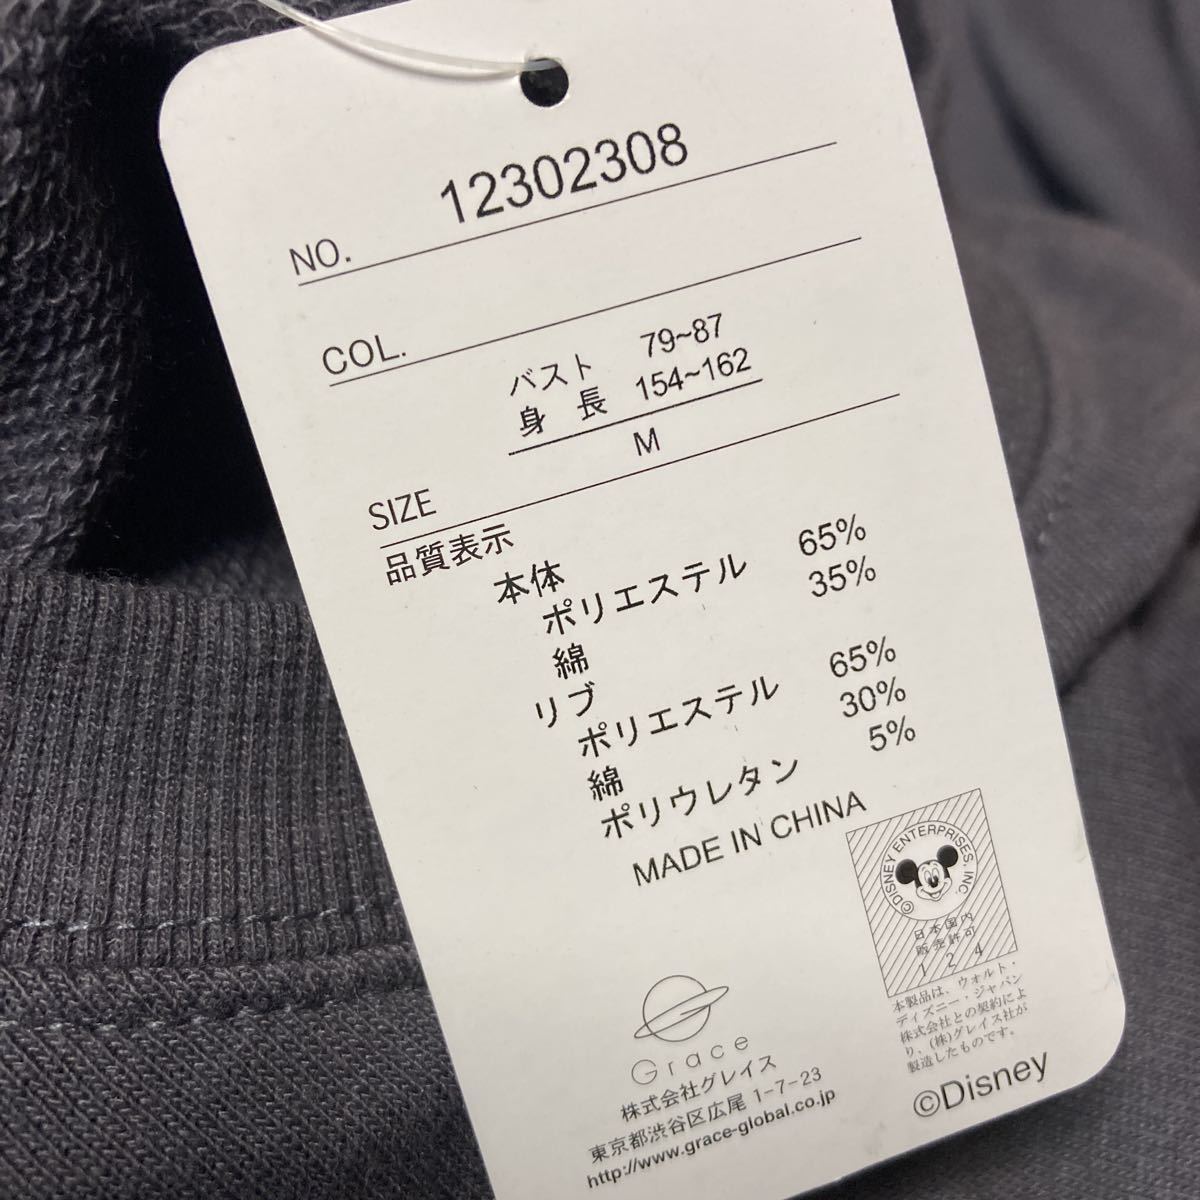 12302308
NO.
COL.
バスト 79~87
身 長 154~162
M
SIZE
品質表示
本体
ポリエステル 65%
綿 35%
リブ
ポリエステル 65%
綿 30%
ポリウレタン 5%
MADE IN CHINA
©DISNEY ENTERPRISES, INC.
日本国内
販売許可
124
本製品は、ウォルト・
ディズニー・ジャパン
株式会社との契約によ
り、(株)グレイス社が
製造したものです。
©Disney
Grace
株式会社グレイス
東京都渋谷区広尾 1-7-23
http://www.grace-global.co.jp